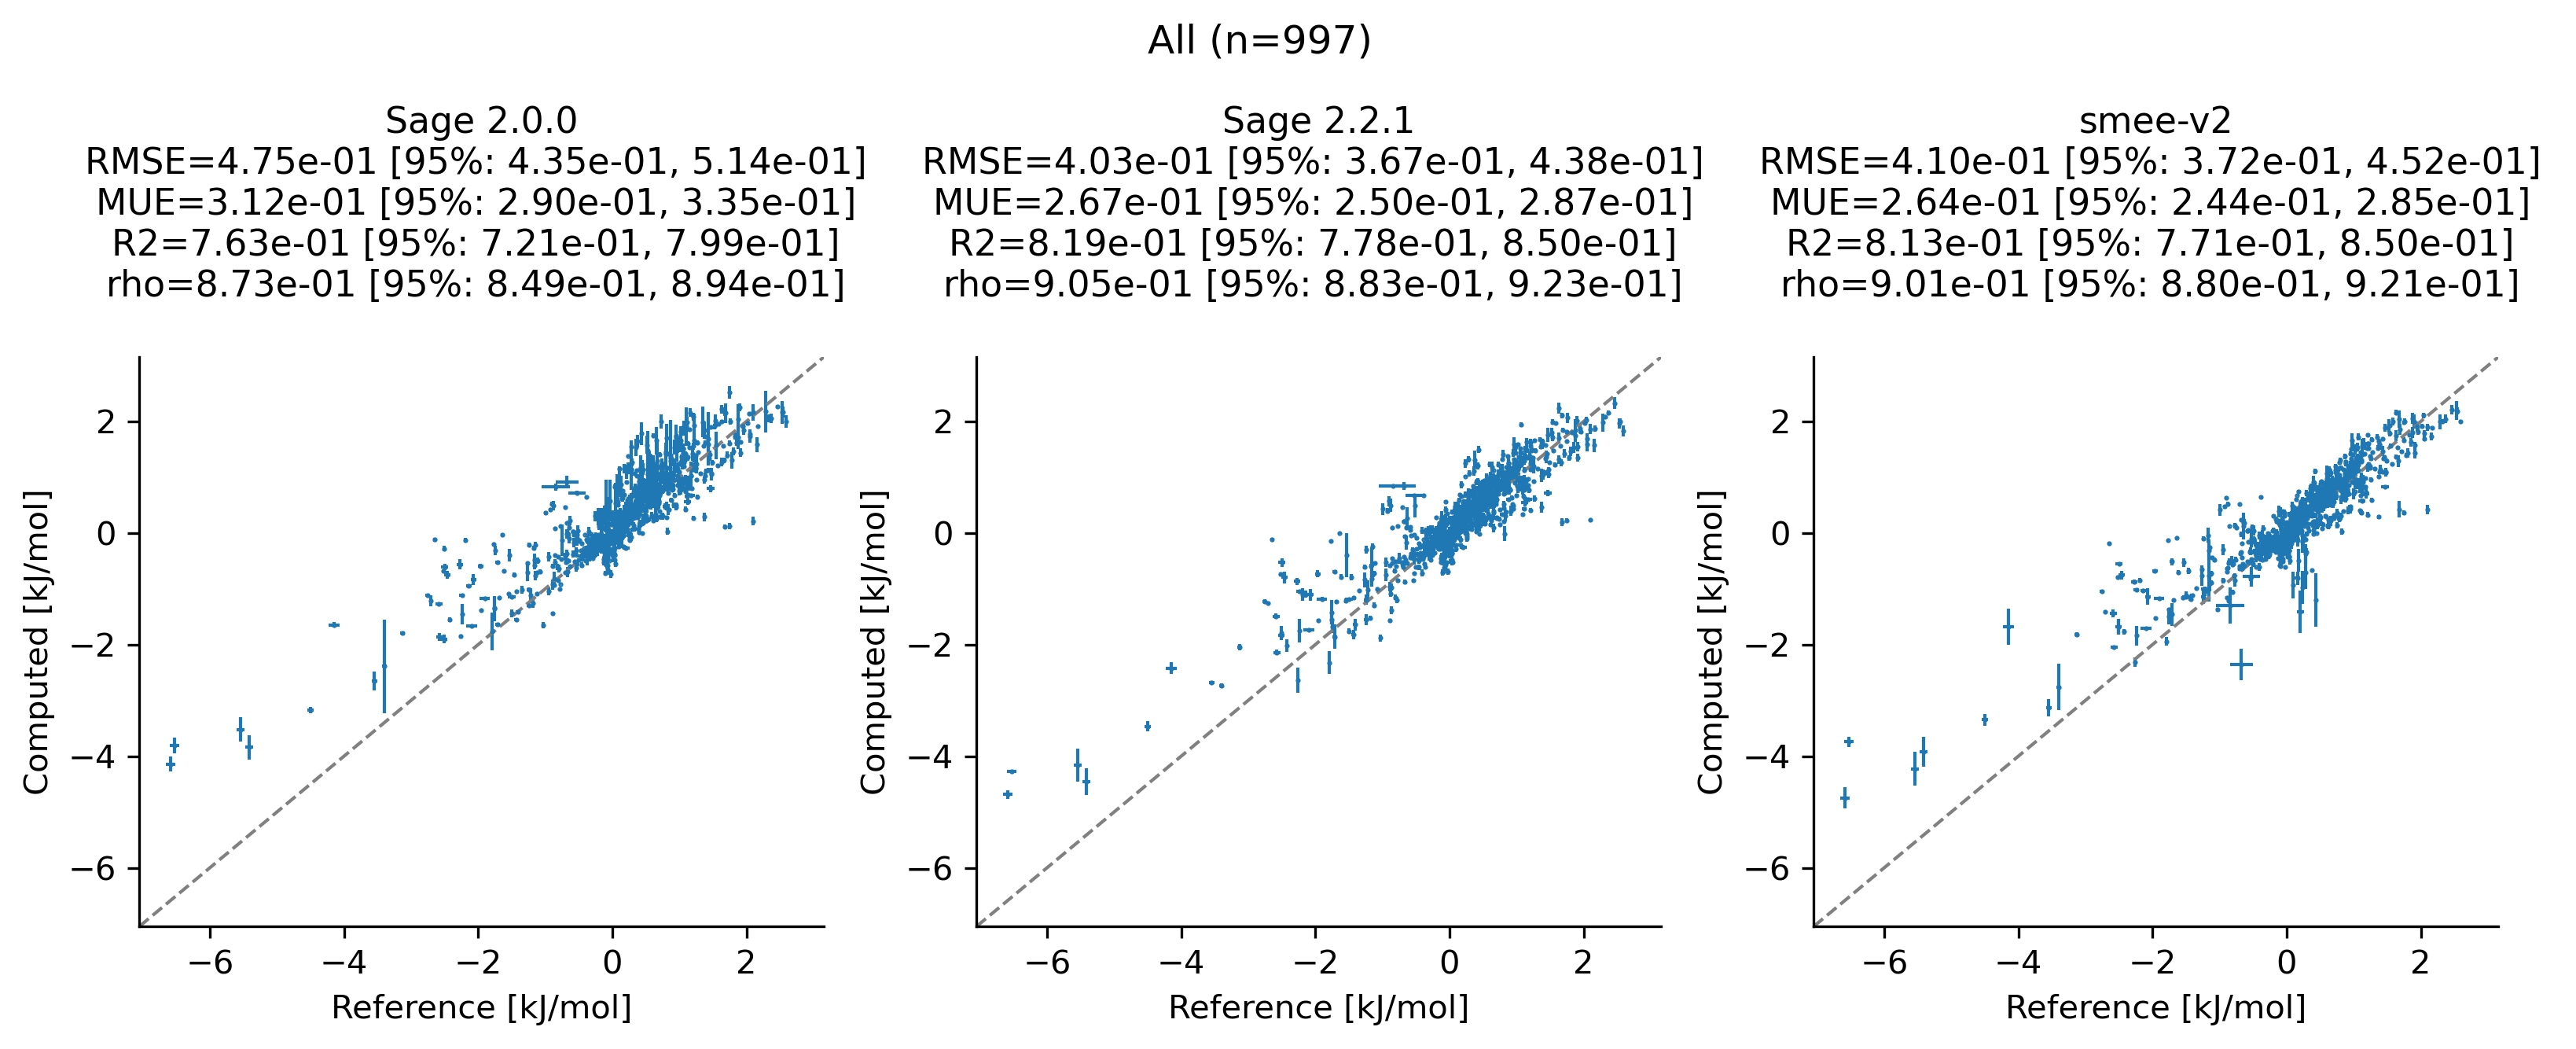 All (n=997)
Sage 2.0.0
RMSE=4.75e-01 [95%: 4.35e-01, 5.14e-01]
MUE=3.12e-01 [95%: 2.90e-01, 3.35e-01]
R2=7.63e-01 [95%: 7.21e-01, 7.99e-01]
rho=8.73e-01 [95%: 8.49e-01, 8.94e-01]
2
0
−2
−4
−6
Computed [kJ/mol]
−6 −4 −2 0 2
Reference [kJ/mol]
Sage 2.2.1
RMSE=4.03e-01 [95%: 3.67e-01, 4.38e-01]
MUE=2.67e-01 [95%: 2.50e-01, 2.87e-01]
R2=8.19e-01 [95%: 7.78e-01, 8.50e-01]
rho=9.05e-01 [95%: 8.83e-01, 9.23e-01]
2
0
−2
−4
−6
Computed [kJ/mol]
−6 −4 −2 0 2
Reference [kJ/mol]
smee-v2
RMSE=4.10e-01 [95%: 3.72e-01, 4.52e-01]
MUE=2.64e-01 [95%: 2.44e-01, 2.85e-01]
R2=8.13e-01 [95%: 7.71e-01, 8.50e-01]
rho=9.01e-01 [95%: 8.80e-01, 9.21e-01]
2
0
−2
−4
−6
Computed [kJ/mol]
−6 −4 −2 0 2
Reference [kJ/mol]